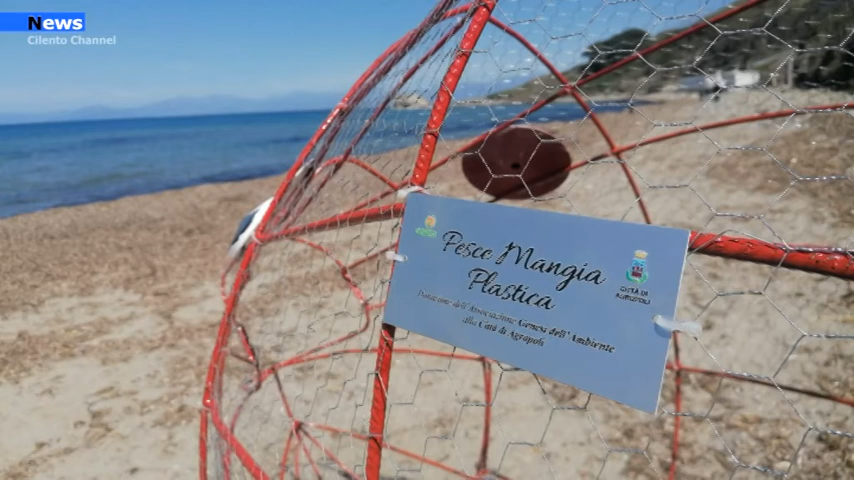 News
Cilento Channel
Pesce Mangia
Plastica
CITTÀ DI
AGROPOLI
Donazione dell'Associazione Genesi dell'Ambiente
alla Città di Agropoli